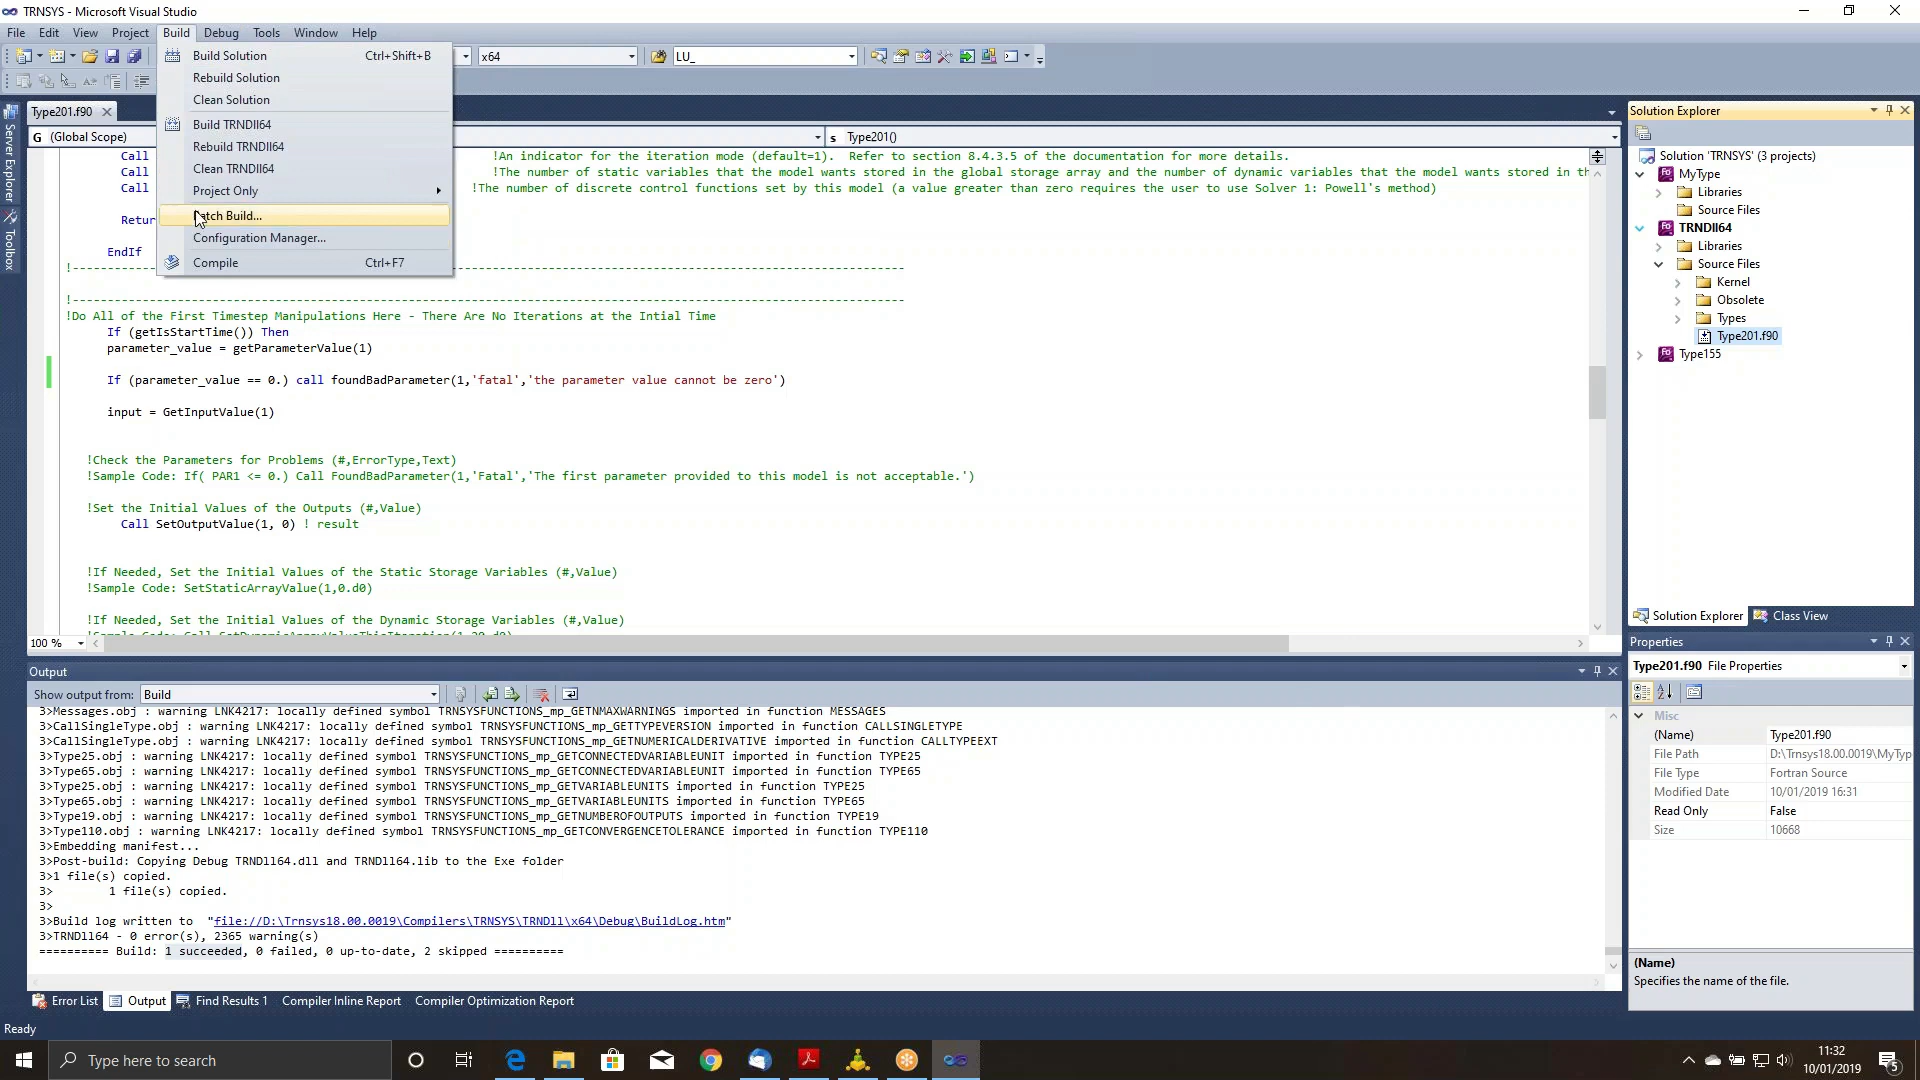 TRNSYS - Microsoft Visual Studio
File Edit View Project Build Debug Tools Window Help
Build Solution Ctrl+Shift+B
Rebuild Solution
Clean Solution
Build TRNDll64
Rebuild TRNDll64
Clean TRNDll64
Project Only
Batch Build...
Configuration Manager...
Compile Ctrl+F7
x64
LU_
Server Explorer
Toolbox
Type201.f90
(Global Scope)
Type201()
Call !An indicator for the iteration mode (default=1).  Refer to section 8.4.3.5 of the documentation for more details.
Call !The number of static variables that the model wants stored in the global storage array and the number of dynamic variables that the model wants stored in th
Call !The number of discrete control functions set by this model (a value greater than zero requires the user to use Solver 1: Powell's method)
Retur
EndIf
!-----------------------------------------------------------------------------------------------------------------------
!-----------------------------------------------------------------------------------------------------------------------
!Do All of the First Timestep Manipulations Here - There Are No Iterations at the Intial Time
If (getIsStartTime()) Then
parameter_value = getParameterValue(1)
If (parameter_value == 0.) call foundBadParameter(1,'fatal','the parameter value cannot be zero')
input = GetInputValue(1)
!Check the Parameters for Problems (#,ErrorType,Text)
!Sample Code: If( PAR1 <= 0.) Call FoundBadParameter(1,'Fatal','The first parameter provided to this model is not acceptable.')
!Set the Initial Values of the Outputs (#,Value)
Call SetOutputValue(1, 0) ! result
!If Needed, Set the Initial Values of the Static Storage Variables (#,Value)
!Sample Code: SetStaticArrayValue(1,0.d0)
!If Needed, Set the Initial Values of the Dynamic Storage Variables (#,Value)
!Sample Code: Call SetDynamicArrayValueThisIteration(1,20.d0)
100 %
Output
Show output from: Build
3>Messages.obj : warning LNK4217: locally defined symbol TRNSYSFUNCTIONS_mp_GETNMAXWARNINGS imported in function MESSAGES
3>CallSingleType.obj : warning LNK4217: locally defined symbol TRNSYSFUNCTIONS_mp_GETTYPEVERSION imported in function CALLSINGLETYPE
3>CallSingleType.obj : warning LNK4217: locally defined symbol TRNSYSFUNCTIONS_mp_GETNUMERICALDERIVATIVE imported in function CALLTYPEEXT
3>Type25.obj : warning LNK4217: locally defined symbol TRNSYSFUNCTIONS_mp_GETCONNECTEDVARIABLEUNIT imported in function TYPE25
3>Type65.obj : warning LNK4217: locally defined symbol TRNSYSFUNCTIONS_mp_GETCONNECTEDVARIABLEUNIT imported in function TYPE65
3>Type25.obj : warning LNK4217: locally defined symbol TRNSYSFUNCTIONS_mp_GETVARIABLEUNITS imported in function TYPE25
3>Type65.obj : warning LNK4217: locally defined symbol TRNSYSFUNCTIONS_mp_GETVARIABLEUNITS imported in function TYPE65
3>Type19.obj : warning LNK4217: locally defined symbol TRNSYSFUNCTIONS_mp_GETNUMBEROFOUTPUTS imported in function TYPE19
3>Type110.obj : warning LNK4217: locally defined symbol TRNSYSFUNCTIONS_mp_GETCONVERGENCETOLERANCE imported in function TYPE110
3>Embedding manifest...
3>Post-build: Copying Debug TRNDll64.dll and TRNDll64.lib to the Exe folder
3>1 file(s) copied.
3>        1 file(s) copied.
3>
3>Build log written to  "file://D:\Trnsys18.00.0019\Compilers\TRNSYS\TRNDll\x64\Debug\BuildLog.htm"
3>TRNDll64 - 0 error(s), 2365 warning(s)
========== Build: 1 succeeded, 0 failed, 0 up-to-date, 2 skipped ==========
Error List Output Find Results 1 Compiler Inline Report Compiler Optimization Report
Ready
Solution Explorer
Solution 'TRNSYS' (3 projects)
MyType
Libraries
Source Files
TRNDll64
Libraries
Source Files
Kernel
Obsolete
Types
Type201.f90
Type155
Solution Explorer Class View
Properties
Type201.f90 File Properties
Misc
(Name) Type201.f90
File Path D:\Trnsys18.00.0019\MyTyp
File Type Fortran Source
Modified Date 10/01/2019 16:31
Read Only False
Size 10668
(Name)
Specifies the name of the file.
Type here to search
11:32
10/01/2019
5